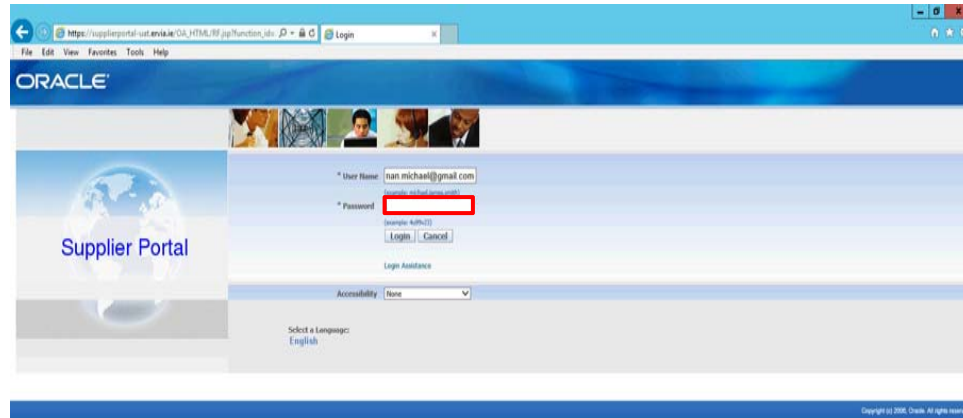 https://supplierportal-uat.ervia.ie/OA_HTML/RF.jsp?function_id=
Login
File Edit View Favorites Tools Help
ORACLE
* User Name nan.michael@gmail.com
(example: michael.james.smith)
* Password
(example: 4u99v23)
Login Cancel
Supplier Portal
Login Assistance
Accessibility None
Select a Language:
English
Copyright (c) 2006, Oracle. All rights